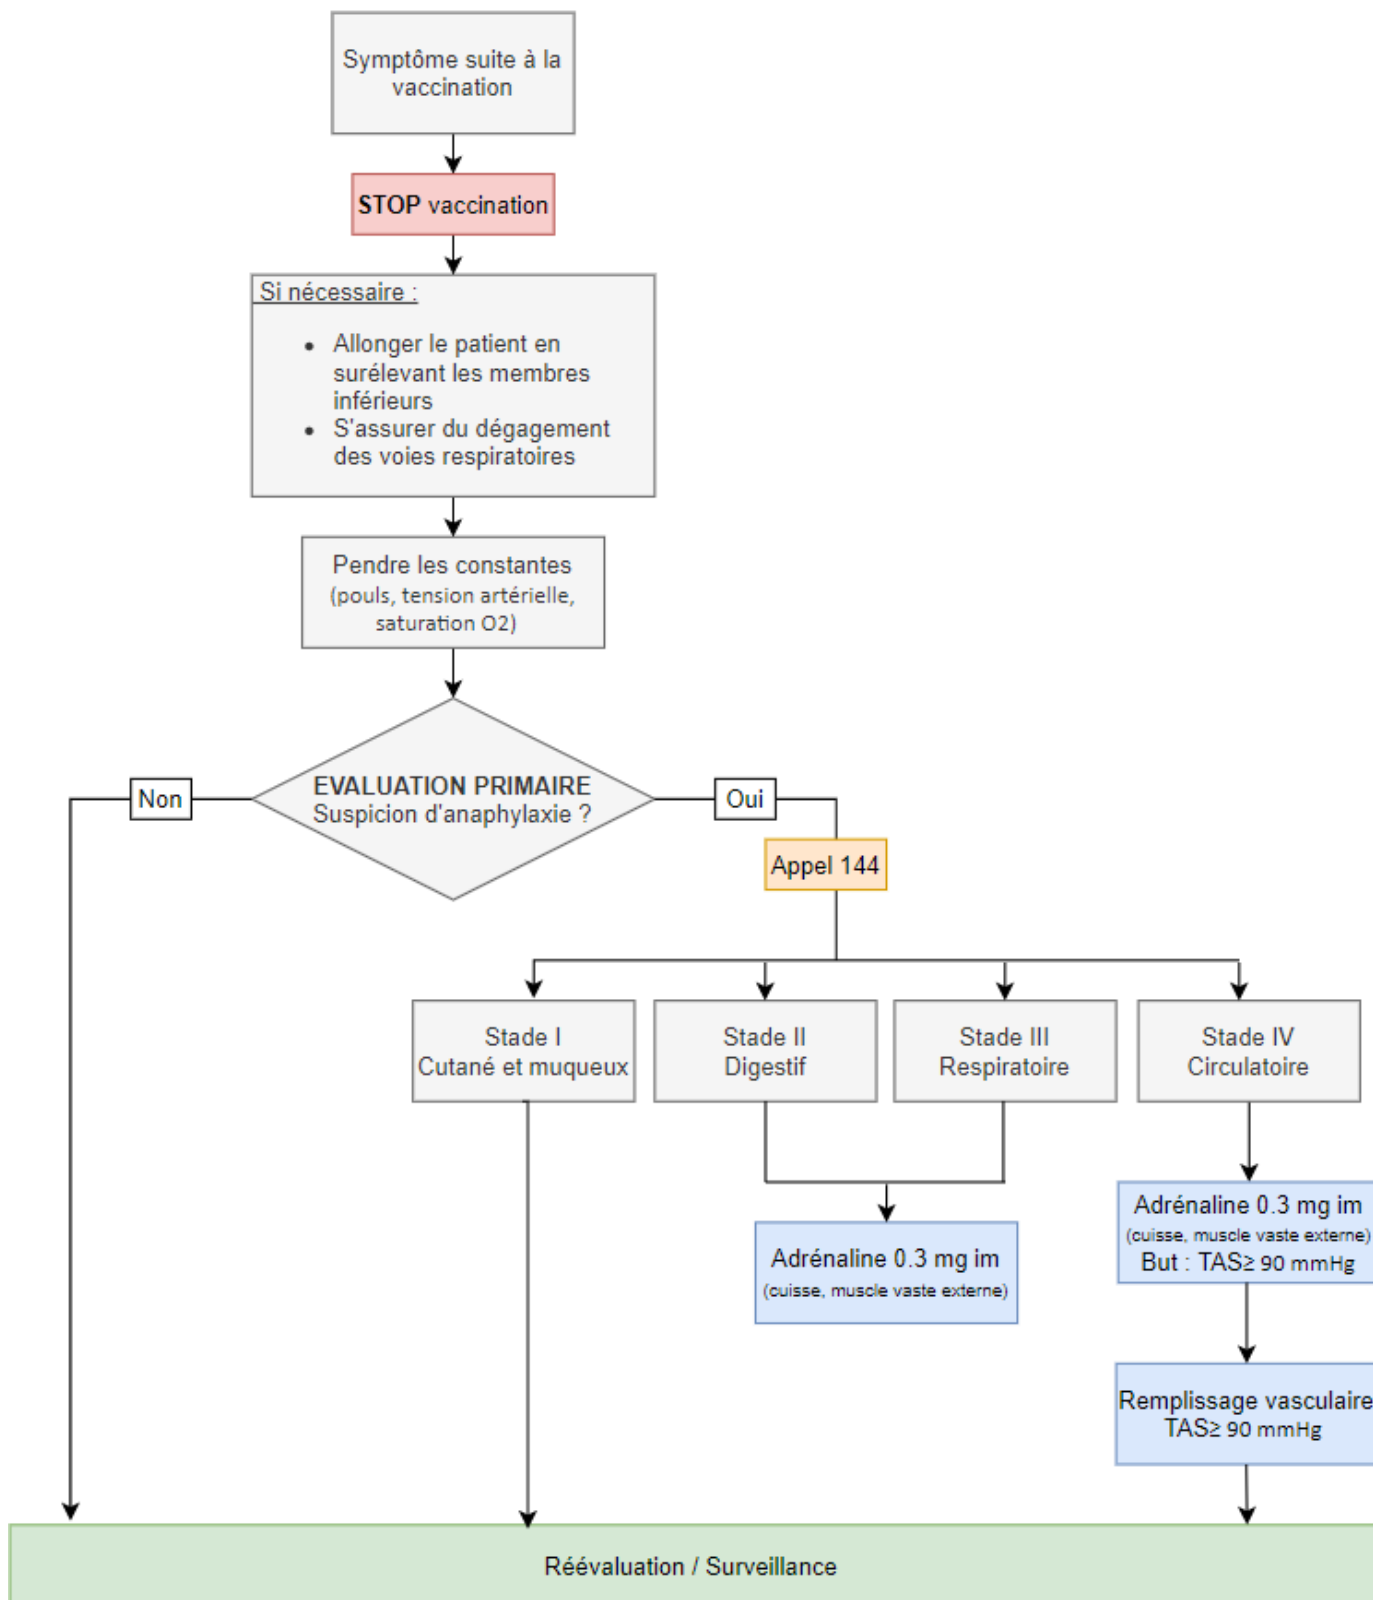 Symptôme suite à la
vaccination
STOP vaccination
Si nécessaire :
• Allonger le patient en
surélevant les membres
inférieurs
• S'assurer du dégagement
des voies respiratoires
Pendre les constantes
(pouls, tension artérielle,
saturation O2)
EVALUATION PRIMAIRE
Suspicion d'anaphylaxie ?
Non
Oui
Appel 144
Stade I
Cutané et muqueux
Stade II
Digestif
Stade III
Respiratoire
Stade IV
Circulatoire
Adrénaline 0.3 mg im
(cuisse, muscle vaste externe)
Adrénaline 0.3 mg im
(cuisse, muscle vaste externe)
But : TAS≥ 90 mmHg
Remplissage vasculaire
TAS≥ 90 mmHg
Réévaluation / Surveillance